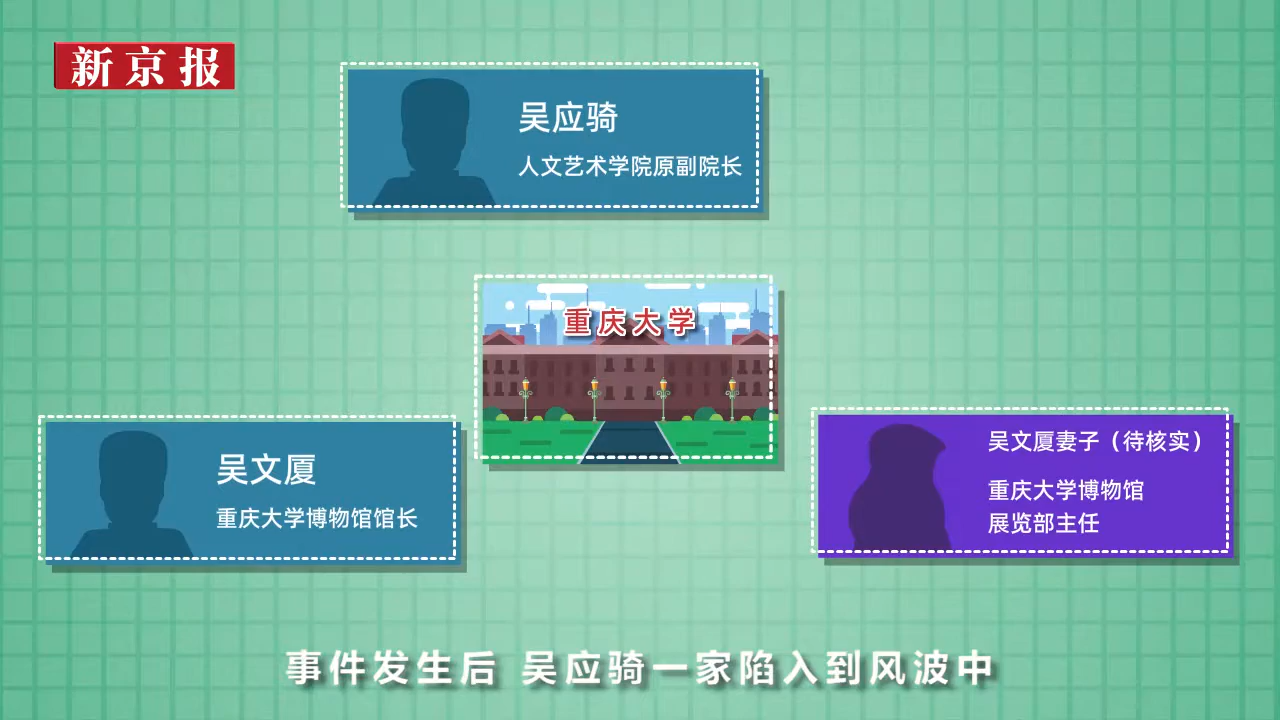 新京报
吴应骑
人文艺术学院原副院长
重庆大学
吴文厦
重庆大学博物馆馆长
吴文厦妻子（待核实）
重庆大学博物馆
展览部主任
事件发生后 吴应骑一家陷入到风波中